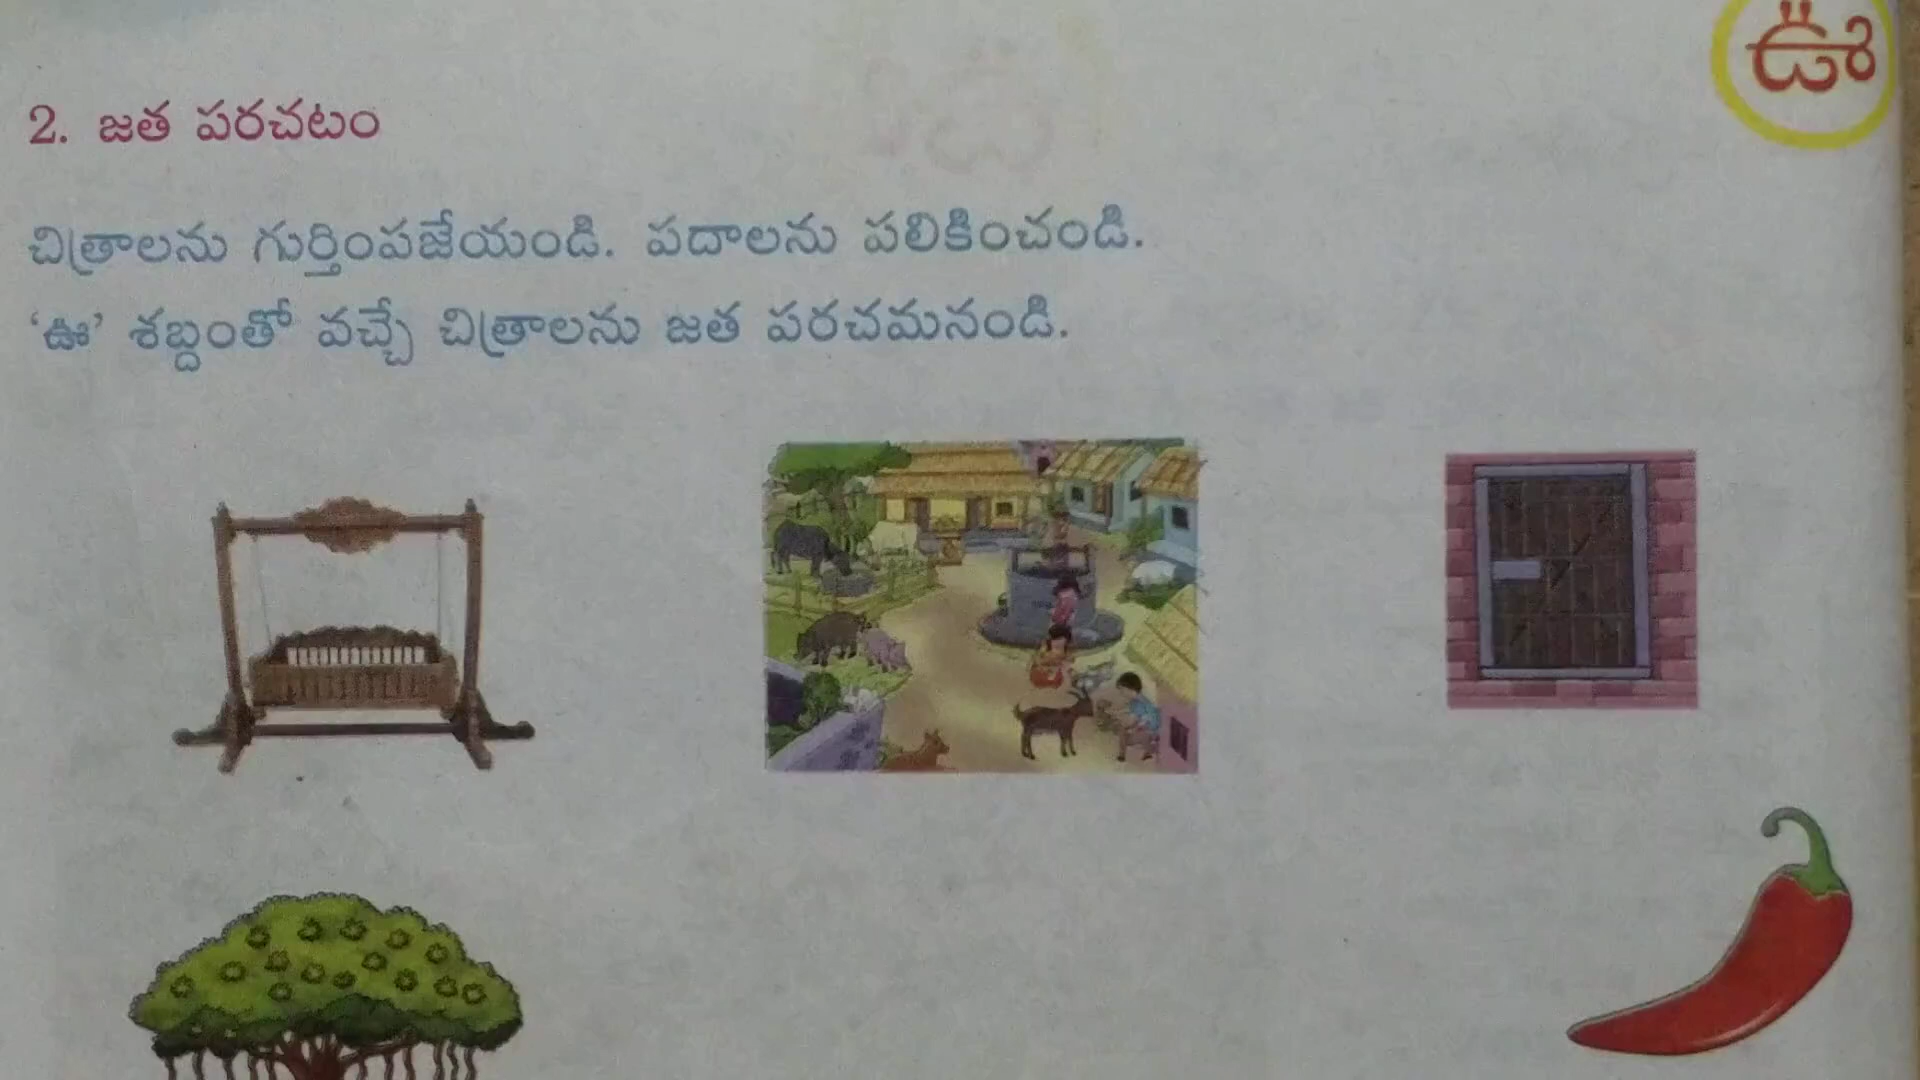 ఊ
2. జత పరచటం
చిత్రాలను గుర్తింపజేయండి. పదాలను పలికించండి.
‘ఊ’ శబ్దంతో వచ్చే చిత్రాలను జత పరచమనండి.